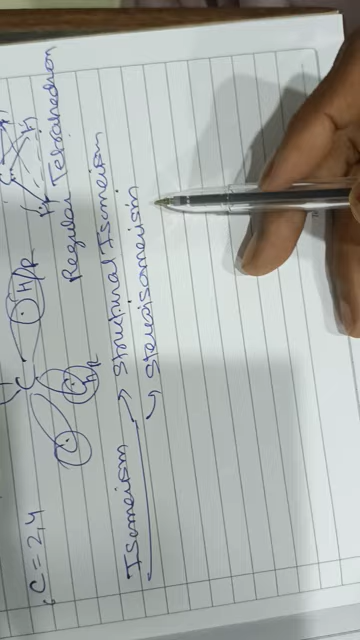 C = 2,4
C
H/R
H/R
H
Regular Tetrahedron
Isomerism → Structural Isomerism
↳ Stereoisomerism